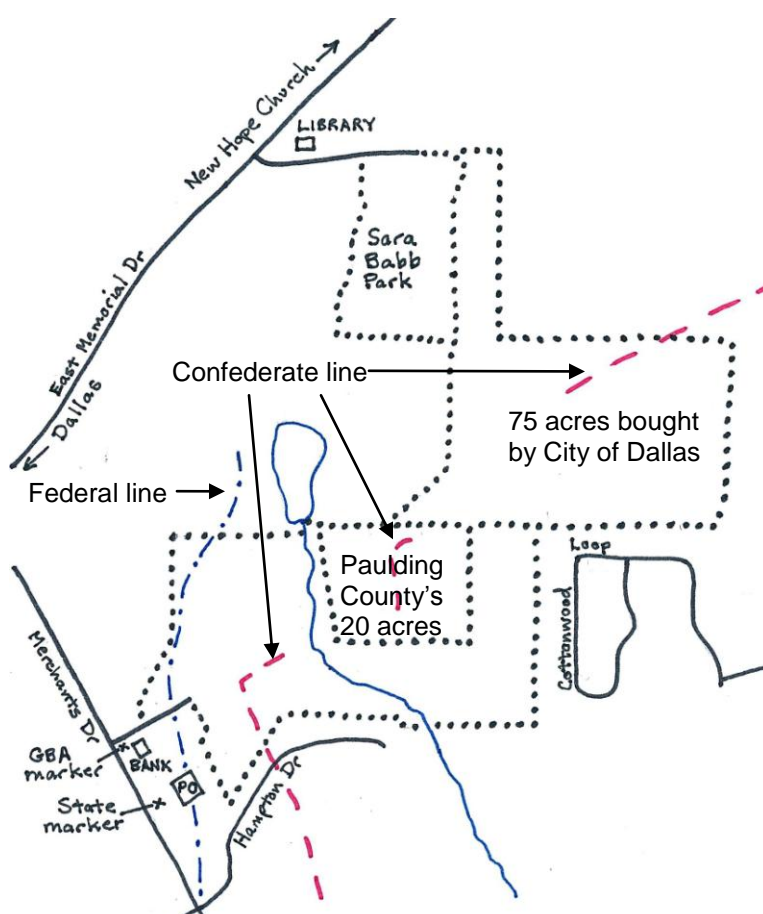 New Hope Church
LIBRARY
Sara
Babb
Park
East Memorial Dr
Dallas
Confederate line
75 acres bought
by City of Dallas
Federal line
Paulding
County's
20 acres
Loop
Cottonwood
Merchants Dr
GBA
marker
BANK
PO
State
marker
Hampton Dr